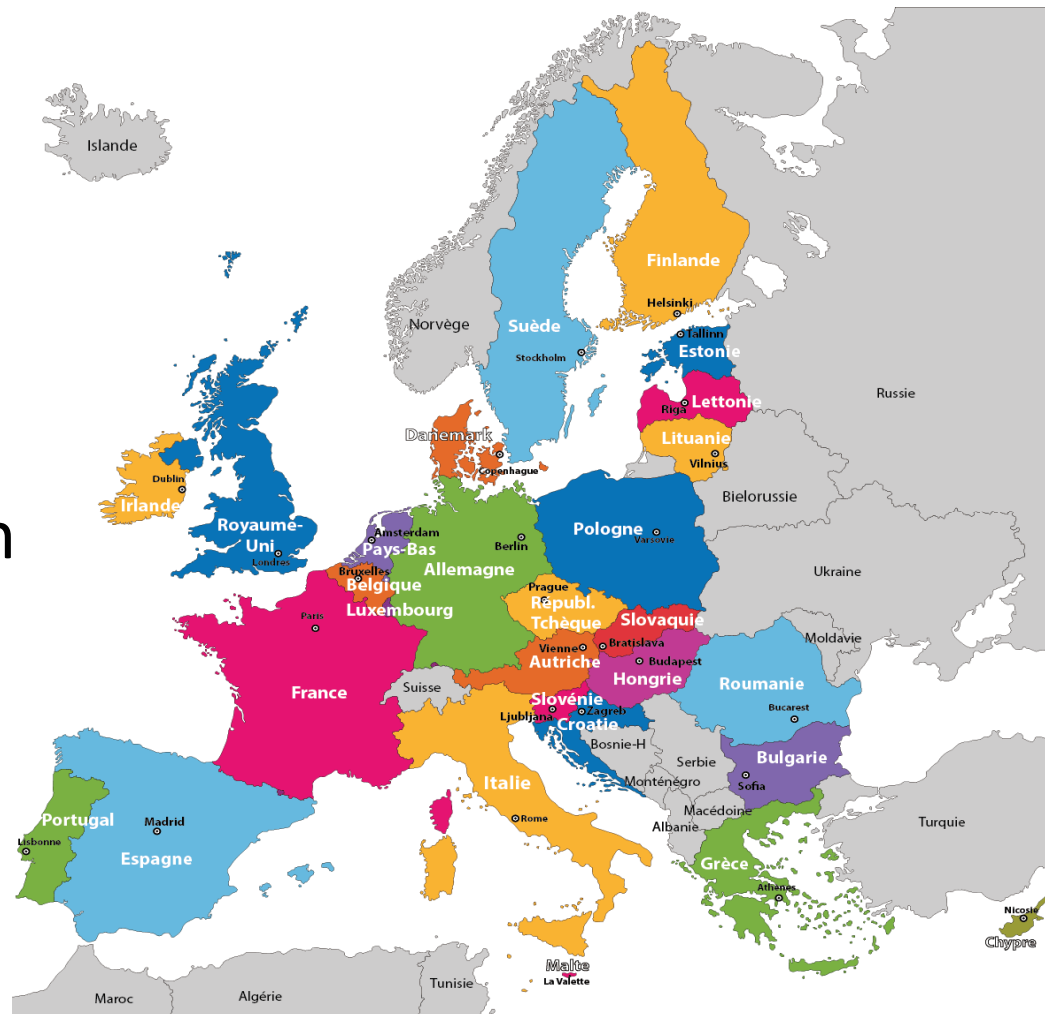 Islande
Finlande
Helsinki
Norvège
Suède
Stockholm
Tallinn
Estonie
Russie
Riga
Lettonie
Danemark
Lituanie
Vilnius
Copenhague
Dublin
Irlande
Bielorussie
Royaume-
Uni
Londres
n
Amsterdam
Pays-Bas
Berlin
Pologne
Varsovie
Bruxelles
Belgique
Allemagne
Ukraine
Luxembourg
Prague
Républ.
Tchèque
Paris
Slovaquie
Bratislava
Moldavie
Vienne
Autriche
Budapest
Hongrie
France
Suisse
Roumanie
Slovénie
Ljubljana
Zagreb
Croatie
Bucarest
Bosnie-H
Serbie
Bulgarie
Sofia
Italie
Monténégro
Macédoine
Albanie
Rome
Turquie
Portugal
Madrid
Lisbonne
Espagne
Grèce
Athènes
Nicosie
Chypre
Malte
La Valette
Maroc
Algérie
Tunisie